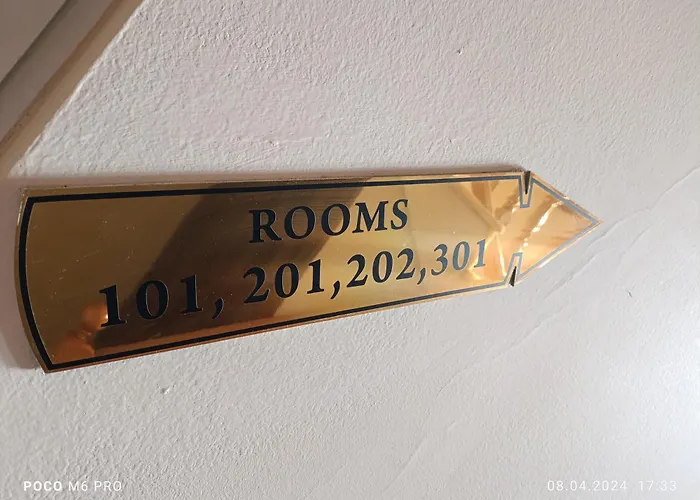 ROOMS
101, 201,202,301
POCO M6 PRO
08.04.2024 17:33